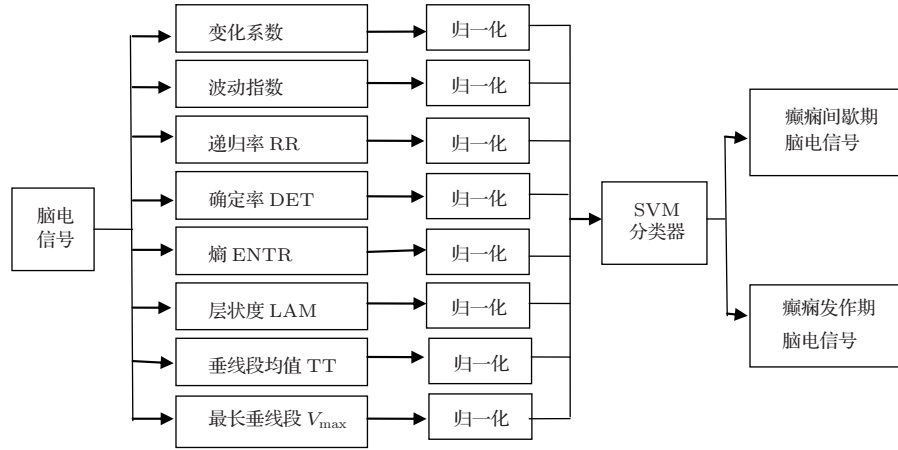 脑电
信号
变化系数
归一化
波动指数
归一化
递归率 RR
归一化
确定率 DET
归一化
熵 ENTR
归一化
层状度 LAM
归一化
垂线段均值 TT
归一化
最长垂线段 Vmax
归一化
SVM
分类器
癫痫间歇期
脑电信号
癫痫发作期
脑电信号